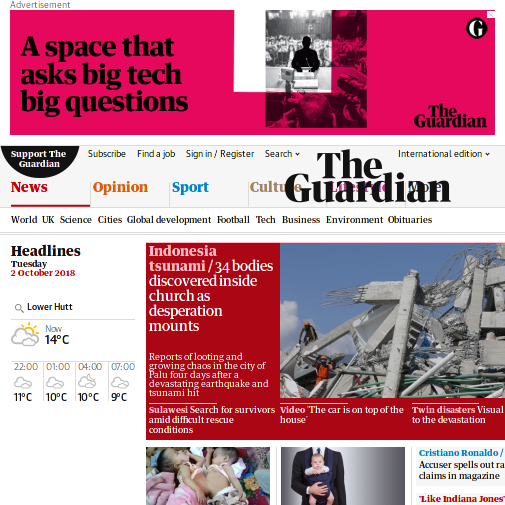 Advertisement
A space that
asks big tech
big questions
The
Guardian
Support The
Guardian
Subscribe
Find a job
Sign in / Register
Search
International edition
The
Guardian
News
Opinion
Sport
Culture
Lifestyle
More
World UK Science Cities Global development Football Tech Business Environment Obituaries
Headlines
Tuesday
2 October 2018
Lower Hutt
Now
14°C
22:00 01:00 04:00 07:00
11°C 10°C 10°C 9°C
Indonesia
tsunami / 34 bodies
discovered inside
church as
desperation
mounts
Reports of looting and
growing chaos in the city of
Palu four days after a
devastating earthquake and
tsunami hit
Sulawesi Search for survivors
amid difficult rescue
conditions
Video 'The car is on top of the
house'
Twin disasters Visual
to the devastation
Cristiano Ronaldo /
Accuser spells out ra
claims in magazine
'Like Indiana Jones'